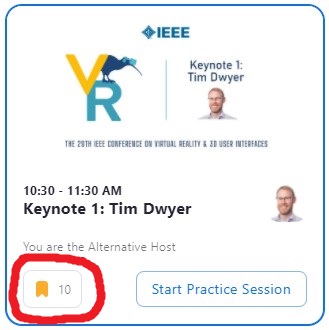 IEEE
VR
Keynote 1:
Tim Dwyer
THE 29TH IEEE CONFERENCE ON VIRTUAL REALITY & 3D USER INTERFACES
10:30 - 11:30 AM
Keynote 1: Tim Dwyer
You are the Alternative Host
10
Start Practice Session